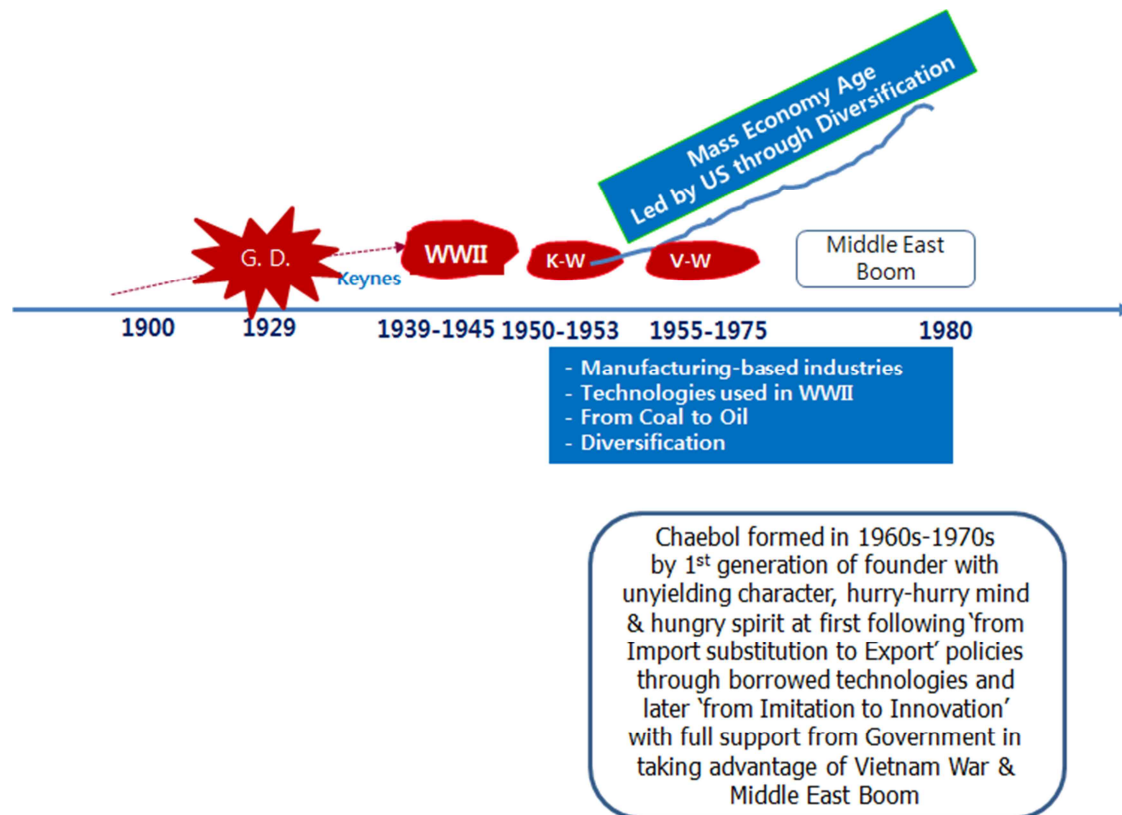 Mass Economy Age
Led by US through Diversification
G. D.
Keynes
WWII
K-W
V-W
Middle East
Boom
1900
1929
1939-1945
1950-1953
1955-1975
1980
- Manufacturing-based industries
- Technologies used in WWII
- From Coal to Oil
- Diversification
Chaebol formed in 1960s-1970s
by 1st generation of founder with
unyielding character, hurry-hurry mind
& hungry spirit at first following ‘from
Import substitution to Export’ policies
through borrowed technologies and
later ‘from Imitation to Innovation’
with full support from Government in
taking advantage of Vietnam War &
Middle East Boom